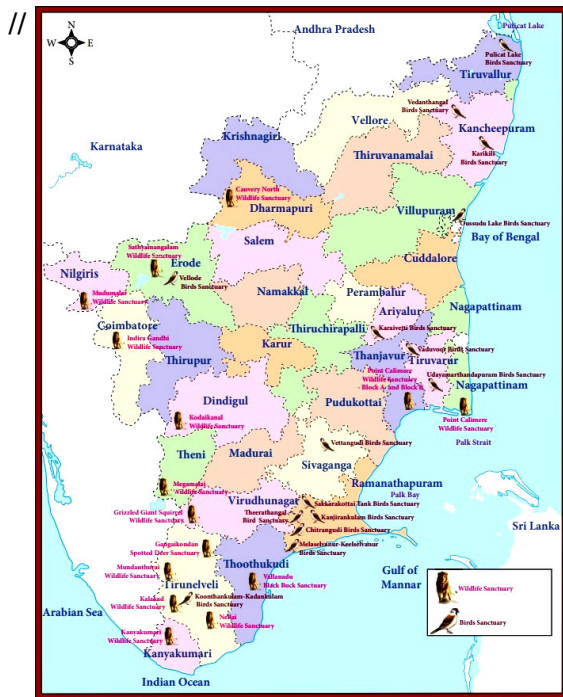 //
Pulicat Lake
Andhra Pradesh
N
W E
S
Pulicat Lake
Birds Sanctuary
Tiruvallur
Vedanthangal
Birds Sanctuary
Vellore
Kancheepuram
Krishnagiri
Karnataka
Thiruvanamalai
Karikili
Birds Sanctuary
Cauvery North
Wildlife Sanctuary
Dharmapuri
Villupuram
Oussudu Lake Birds Sanctuary
Bay of Bengal
Salem
Sathyamangalam
Wildlife Sanctuary
Erode
Cuddalore
Nilgiris
Vellode
Birds Sanctuary
Namakkal
Perambalur
Mudumalai
Wildlife Sanctuary
Ariyalur
Nagapattinam
Coimbatore
Thiruchirapalli
Karaivetti Birds Sanctuary
Indira Gandhi
Wildlife Sanctuary
Karur
Thirupur
Thanjavur
Vaduvoor Birds Sanctuary
Tiruvarur
Point Calimere
Wildlife Sanctuary
- Block A and Block B
Udayamarthandapuram Birds Sanctuary
Nagapattinam
Dindigul
Pudukottai
Kodaikanal
Wildlife Sanctuary
Point Calimere
Wildlife Sanctuary
Palk Strait
Vettangudi Birds Sanctuary
Theni
Madurai
Sivaganga
Megamalai
Wildlife Sanctuary
Ramanathapuram
Palk Bay
Virudhunagar
Sakkarakottai Tank Birds Sanctuary
Grizzled Giant Squirrel
Wildlife Sanctuary
Theerathangal
Bird Sanctuary
Kanjirankulam Birds Sanctuary
Sri Lanka
Chitrangudi Birds Sanctuary
Melaselvanur Keelselvanur
Birds Sanctuary
Gangaikondan
Spotted Deer Sanctuary
Thoothukudi
Mundanthurai
Wildlife Sanctuary
Gulf of
Mannar
Tirunelveli
Vallanadu
Black Buck Sanctuary
Wildlife Sanctuary
Arabian Sea
Kalakad
Wildlife Sanctuary
Koonthankulam-Kadankulam
Birds Sanctuary
Nellai
Wildlife Sanctuary
Birds Sanctuary
Kanyakumari
Wildlife Sanctuary
Kanyakumari
Indian Ocean